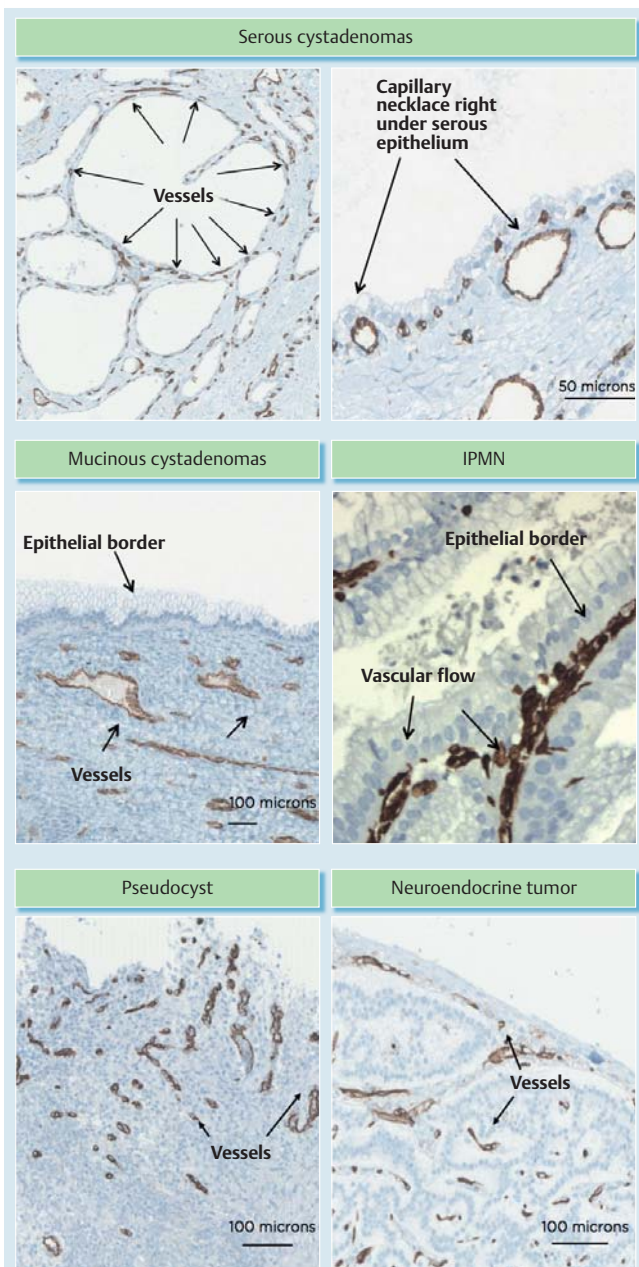 Serous cystadenomas
Vessels
Capillary
necklace right
under serous
epithelium
50 microns
Mucinous cystadenomas
IPMN
Epithelial border
Vessels
100 microns
Epithelial border
Vascular flow
Pseudocyst
Neuroendocrine tumor
Vessels
100 microns
Vessels
100 microns